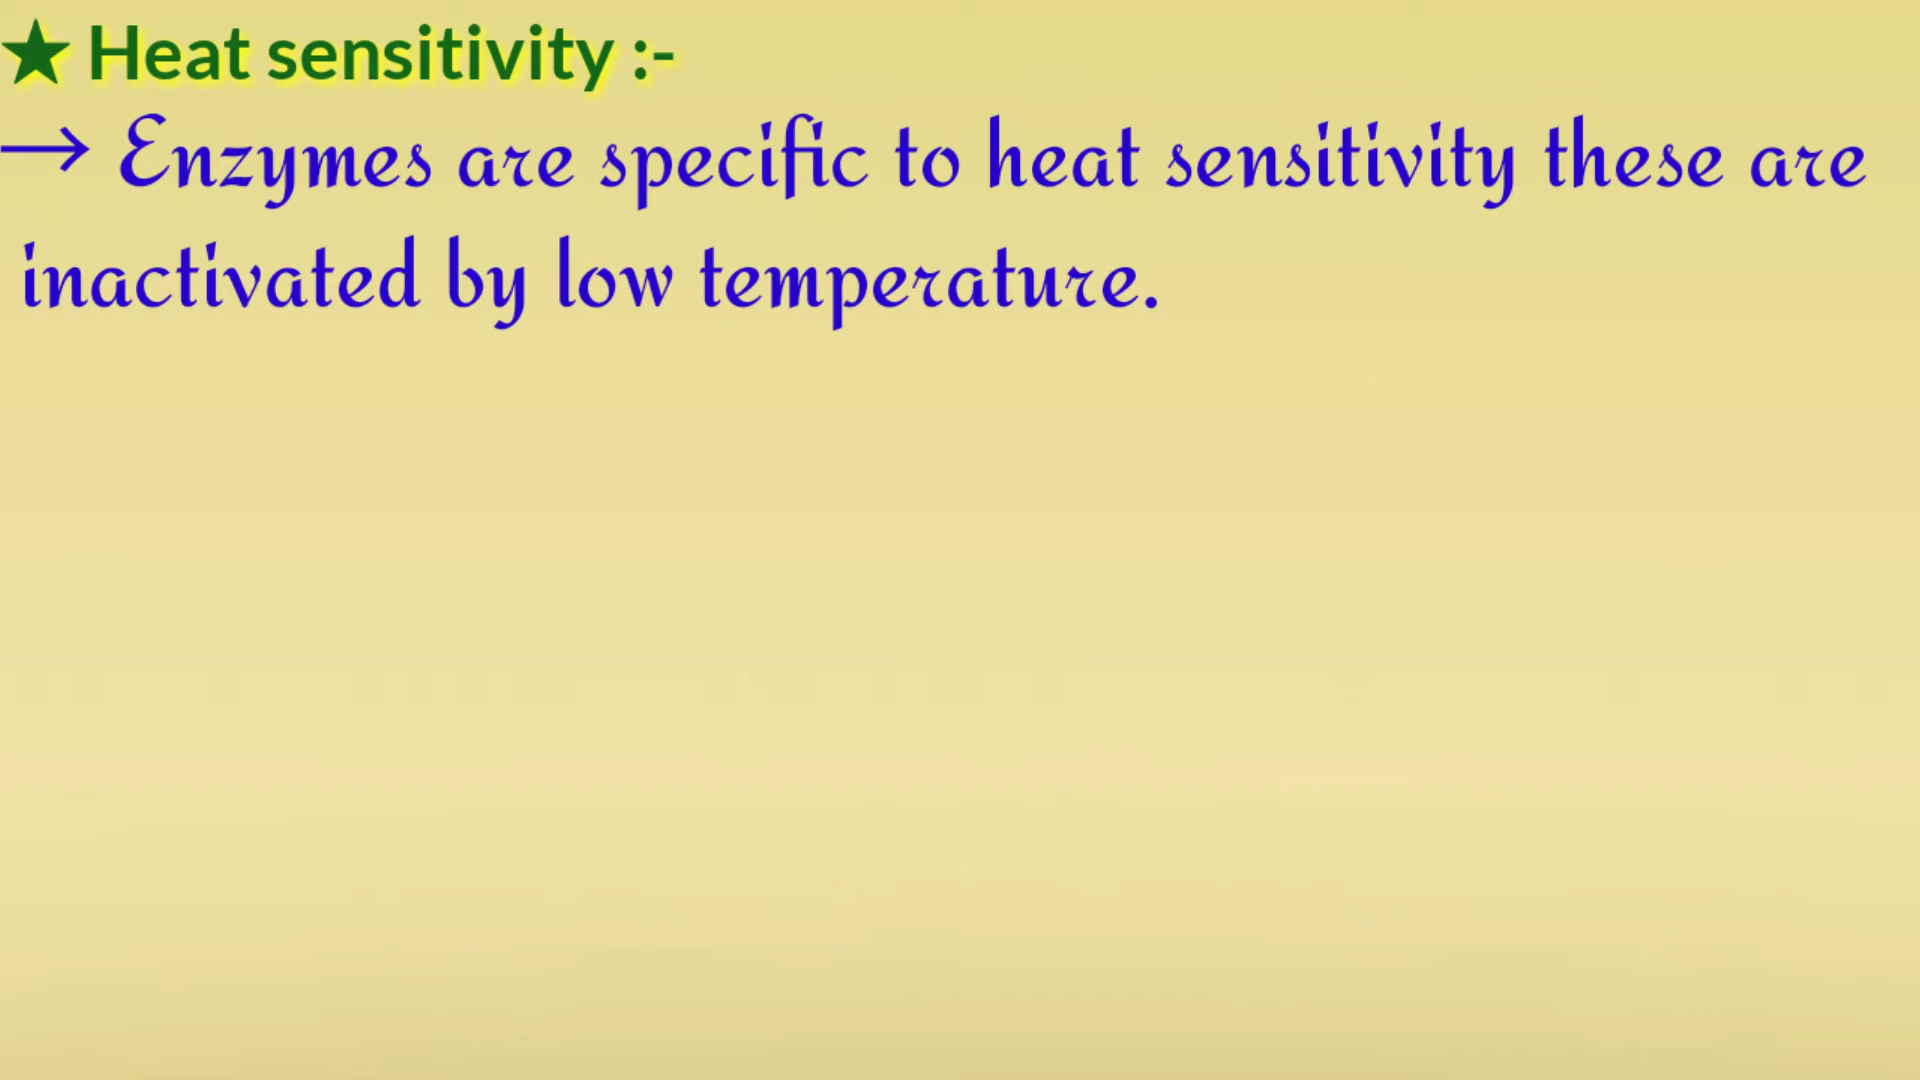 ★ Heat sensitivity :-
→ Enzymes are specific to heat sensitivity these are
inactivated by low temperature.